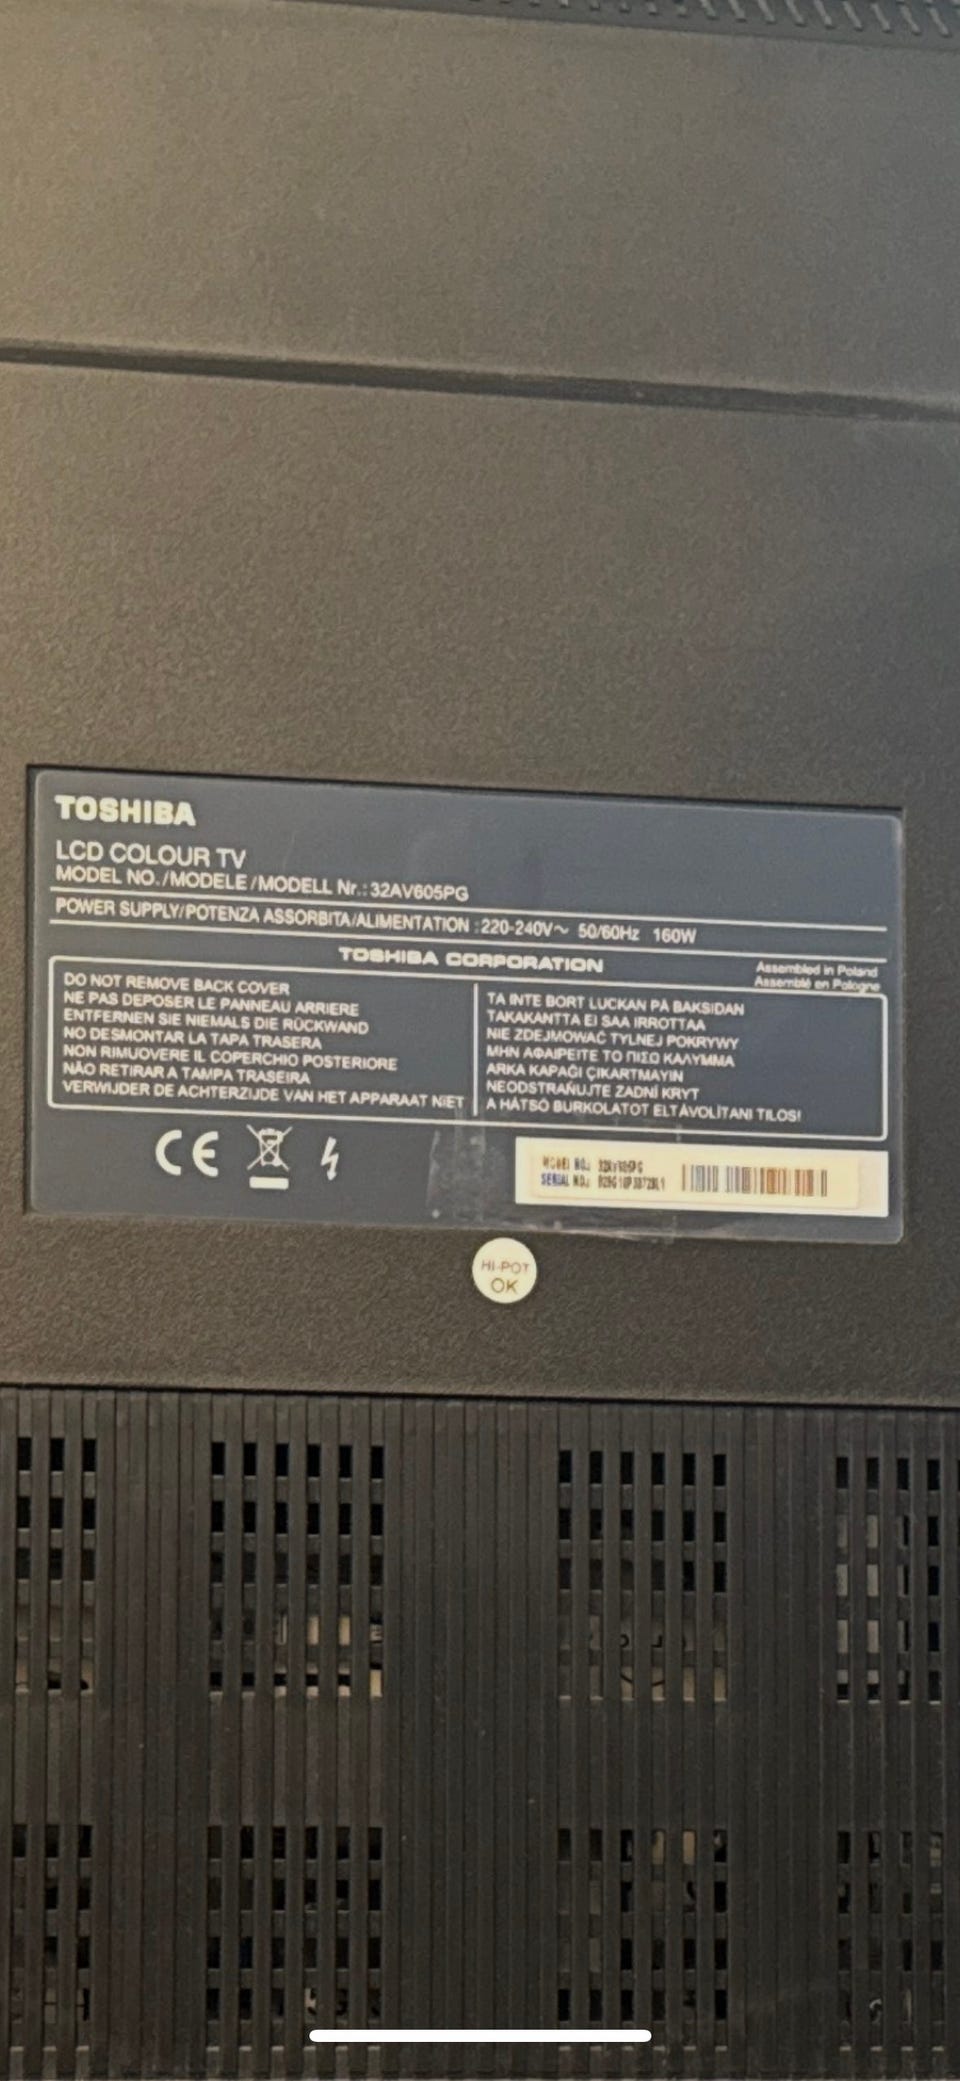 TOSHIBA
LCD COLOUR TV
MODEL NO./MODELE/MODELL Nr.: 32AV605PG
POWER SUPPLY/POTENZA ASSORBITA/ALIMENTATION : 220-240V~ 50/60Hz 160W
TOSHIBA CORPORATION
Assembled in Poland
Assemblé en Pologne
DO NOT REMOVE BACK COVER
NE PAS DEPOSER LE PANNEAU ARRIERE
ENTFERNEN SIE NIEMALS DIE RÜCKWAND
NO DESMONTAR LA TAPA TRASERA
NON RIMUOVERE IL COPERCHIO POSTERIORE
NÃO RETIRAR A TAMPA TRASEIRA
VERWIJDER DE ACHTERZIJDE VAN HET APPARAAT NIET
TA INTE BORT LUCKAN PÅ BAKSIDAN
TAKAKANTTA EI SAA IRROTTAA
NIE ZDEJMOWAĆ TYLNEJ POKRYWY
ΜΗΝ ΑΦΑΙΡΕΙΤΕ ΤΟ ΠΙΣΩ ΚΑΛΥΜΜΑ
ARKA KAPAĞI ÇIKARTMAYIN
NEODSTRAŇUJTE ZADNÍ KRYT
A HÁTSÓ BURKOLATOT ELTÁVOLÍTANI TILOS!
CE
MODEL NO.:
SERIAL NO.:
HI-POT
OK